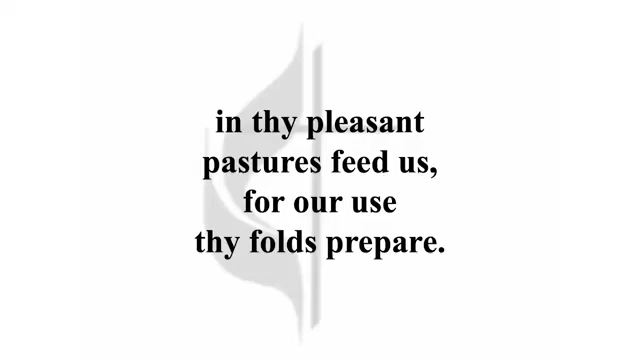 in thy pleasant
pastures feed us,
for our use
thy folds prepare.